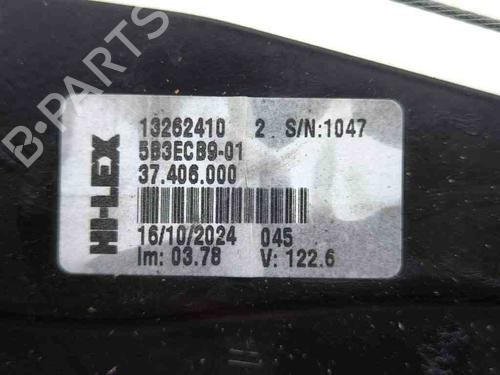 HI-LEX
13262410 2 S/N:1047
5B3ECB9-01
37.406.000
16/10/2024 045
Im: 03.78 V: 122.6